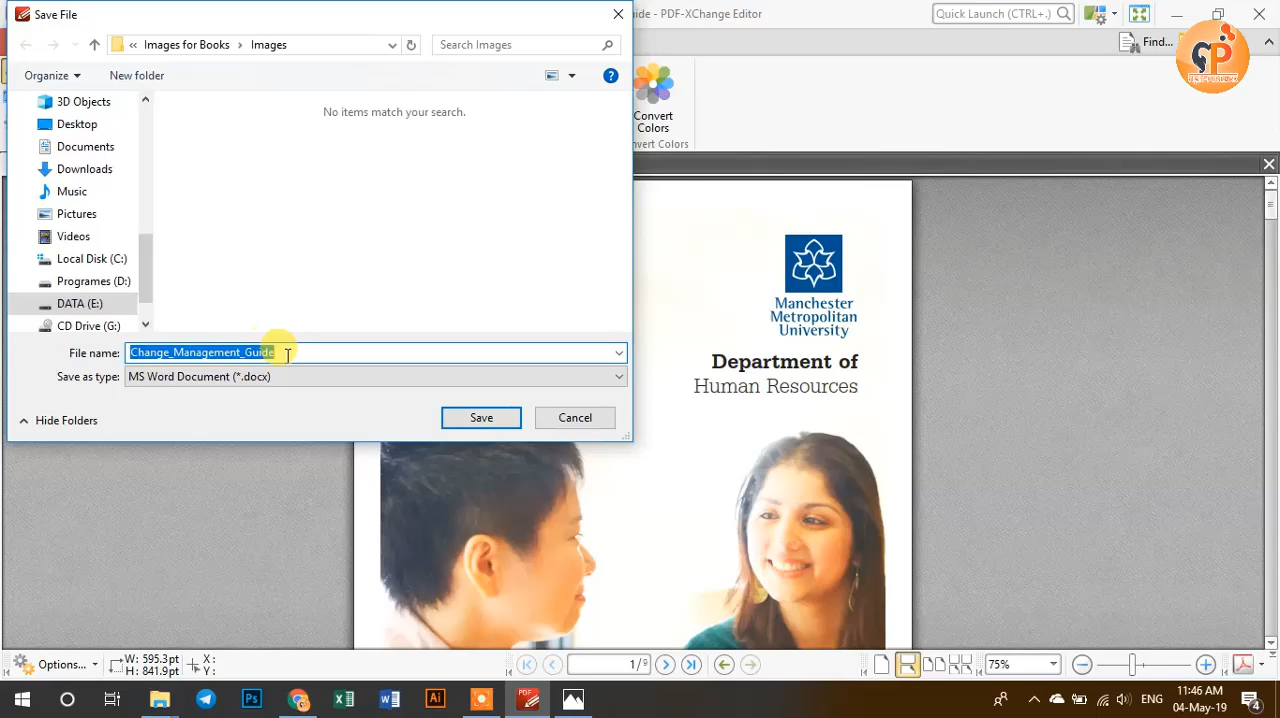 Save File
uide - PDF-XChange Editor
Quick Launch (CTRL+.)
« Images for Books › Images
Search Images
Find...
Organize
New folder
No items match your search.
3D Objects
Desktop
Documents
Downloads
Music
Pictures
Videos
Local Disk (C:)
Programes (D:)
DATA (E:)
CD Drive (G:)
Convert
Colors
nvert Colors
File name: Change_Management_Guide
Save as type: MS Word Document (*.docx)
Hide Folders
Save
Cancel
Manchester
Metropolitan
University
Department of
Human Resources
Options...
W: 595.3pt
H: 841.9pt
X:
Y:
1/9
75%
ENG
11:46 AM
04-May-19
4